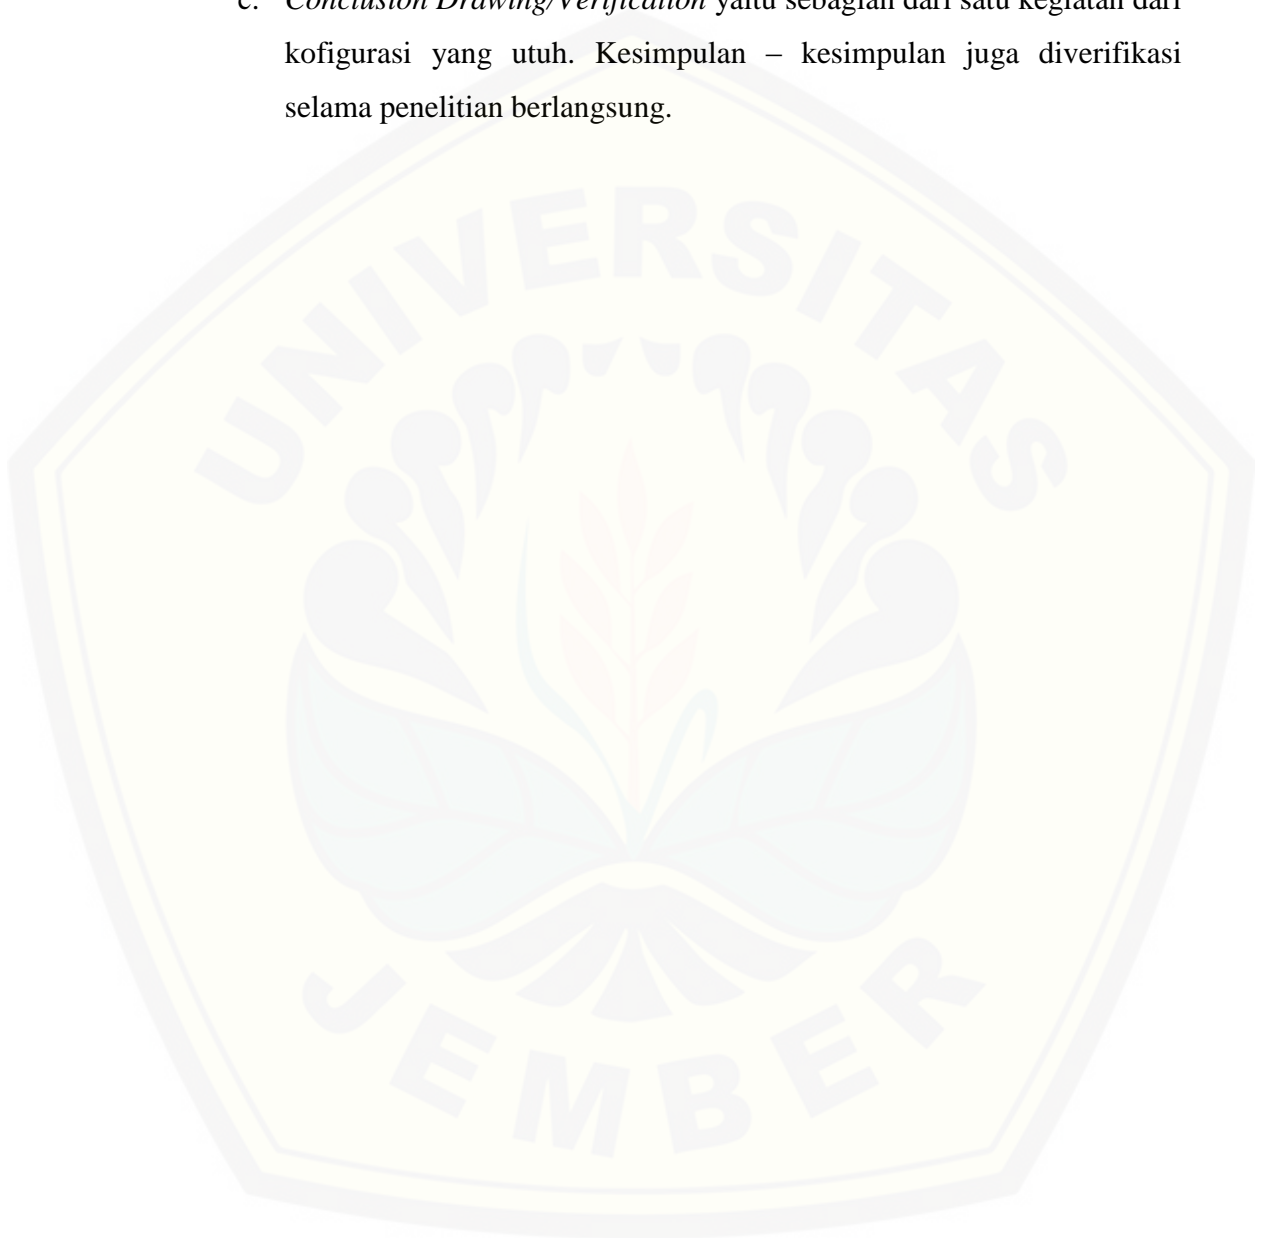 c. Conclusion Drawing/Verification yaitu sebagian dari satu kegiatan dari
kofigurasi yang utuh. Kesimpulan – kesimpulan juga diverifikasi
selama penelitian berlangsung.
UNIVERSITAS
JEMBER